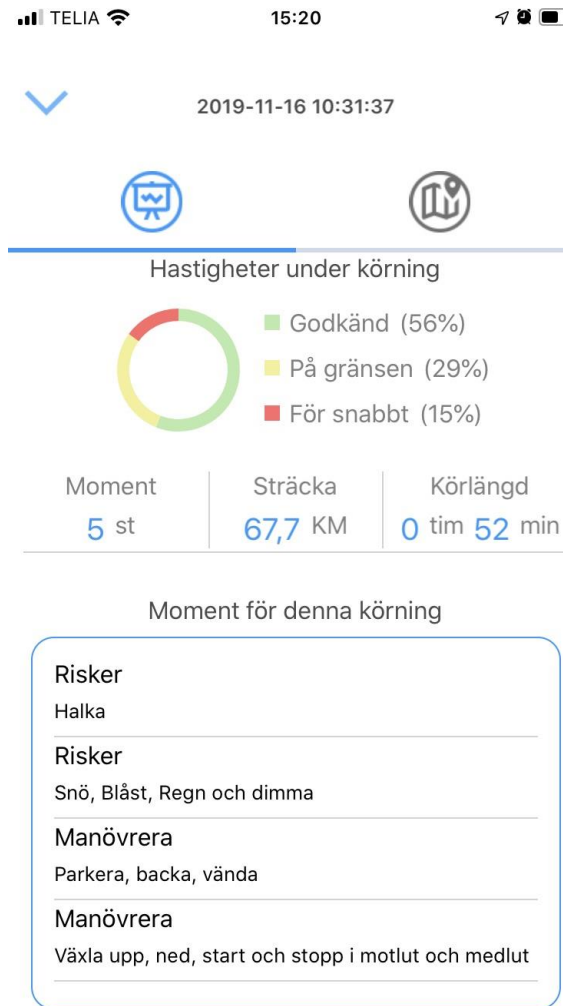 TELIA 15:20
2019-11-16 10:31:37
Hastigheter under körning
Godkänd (56%)
På gränsen (29%)
För snabbt (15%)
Moment Sträcka Körlängd
5 st 67,7 KM 0 tim 52 min
Moment för denna körning
Risker
Halka
Risker
Snö, Blåst, Regn och dimma
Manövrera
Parkera, backa, vända
Manövrera
Växla upp, ned, start och stopp i motlut och medlut